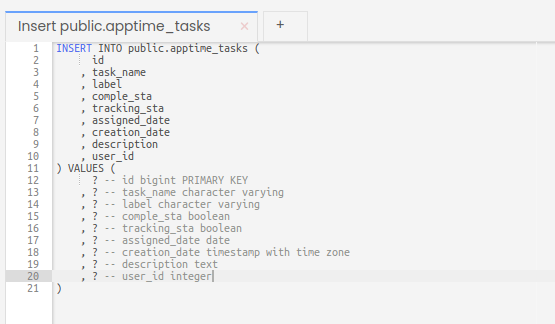 Insert public.apptime_tasks × +
1 INSERT INTO public.apptime_tasks (
2 id
3 , task_name
4 , label
5 , comple_sta
6 , tracking_sta
7 , assigned_date
8 , creation_date
9 , description
10 , user_id
11 ) VALUES (
12 ? -- id bigint PRIMARY KEY
13 , ? -- task_name character varying
14 , ? -- label character varying
15 , ? -- comple_sta boolean
16 , ? -- tracking_sta boolean
17 , ? -- assigned_date date
18 , ? -- creation_date timestamp with time zone
19 , ? -- description text
20 , ? -- user_id integer
21 )